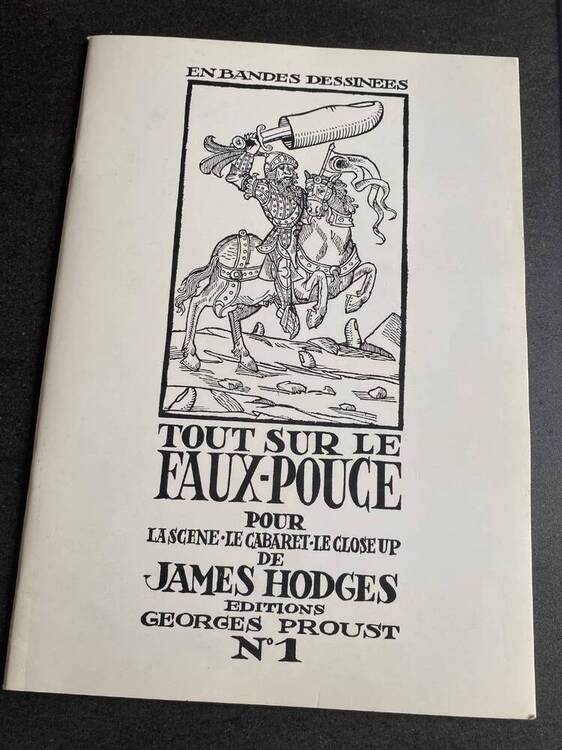 EN BANDES DESSINEES
TOUT SUR LE
FAUX-POUCE
POUR
LA SCENE·LE CABARET·LE CLOSE UP
DE
JAMES HODGES
EDITIONS
GEORGES PROUST
N°1